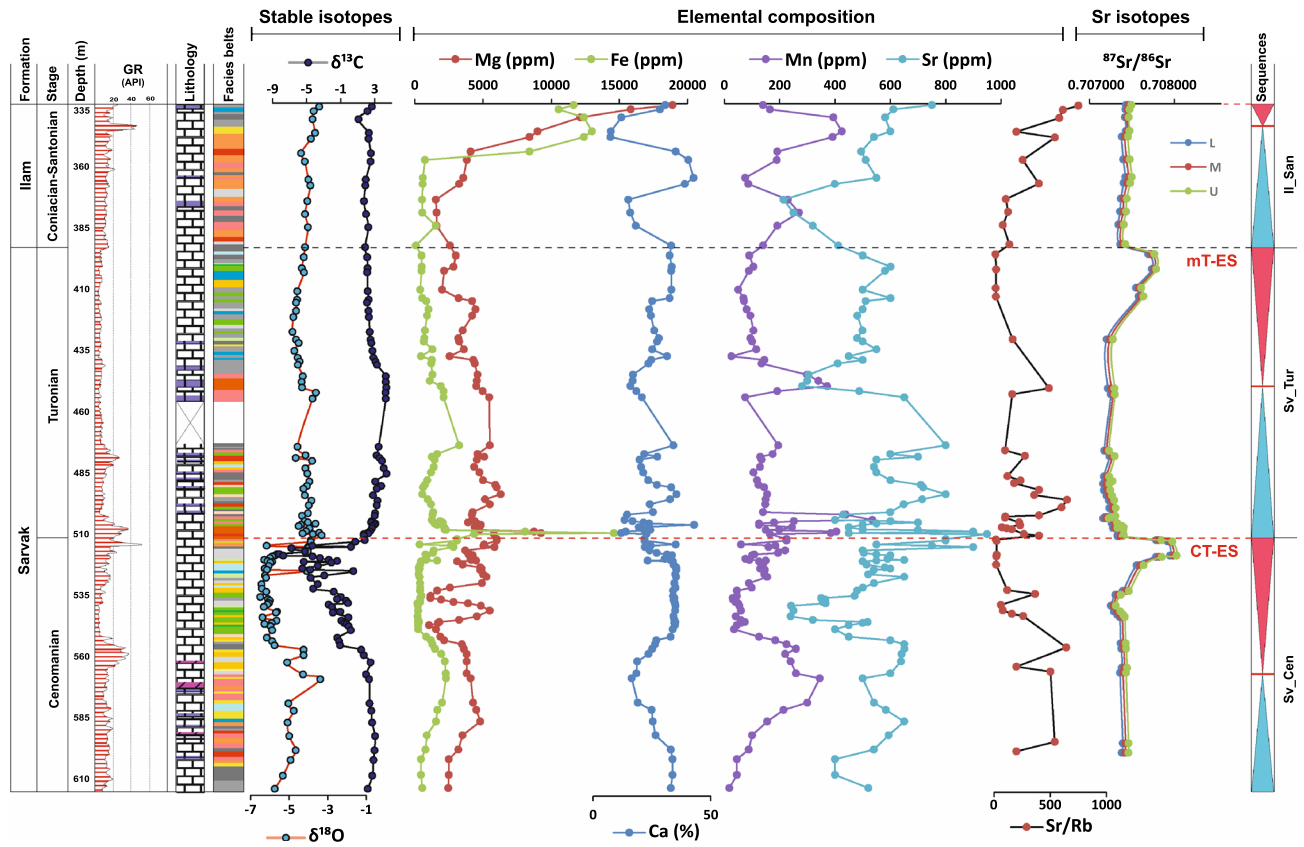 Stable isotopes
Elemental composition
Sr isotopes
δ¹³C
Mg (ppm)
Fe (ppm)
Mn (ppm)
Sr (ppm)
⁸⁷Sr/⁸⁶Sr
Formation
Stage
Depth (m)
GR
(API)
20 40 60
Lithology
Facies belts
-9 -5 -1 3
0 5000 10000 15000 20000
0 200 400 600 800 1000
0.707000 0.708000
Sequences
L
M
U
335
360
385
410
435
460
485
510
535
560
585
610
Ilam
Sarvak
Coniacian-Santonian
Turonian
Cenomanian
mT-ES
CT-ES
Il_San
Sv_Tur
Sv_Cen
-7 -5 -3 -1
δ¹⁸O
0 50
Ca (%)
0 500 1000
Sr/Rb